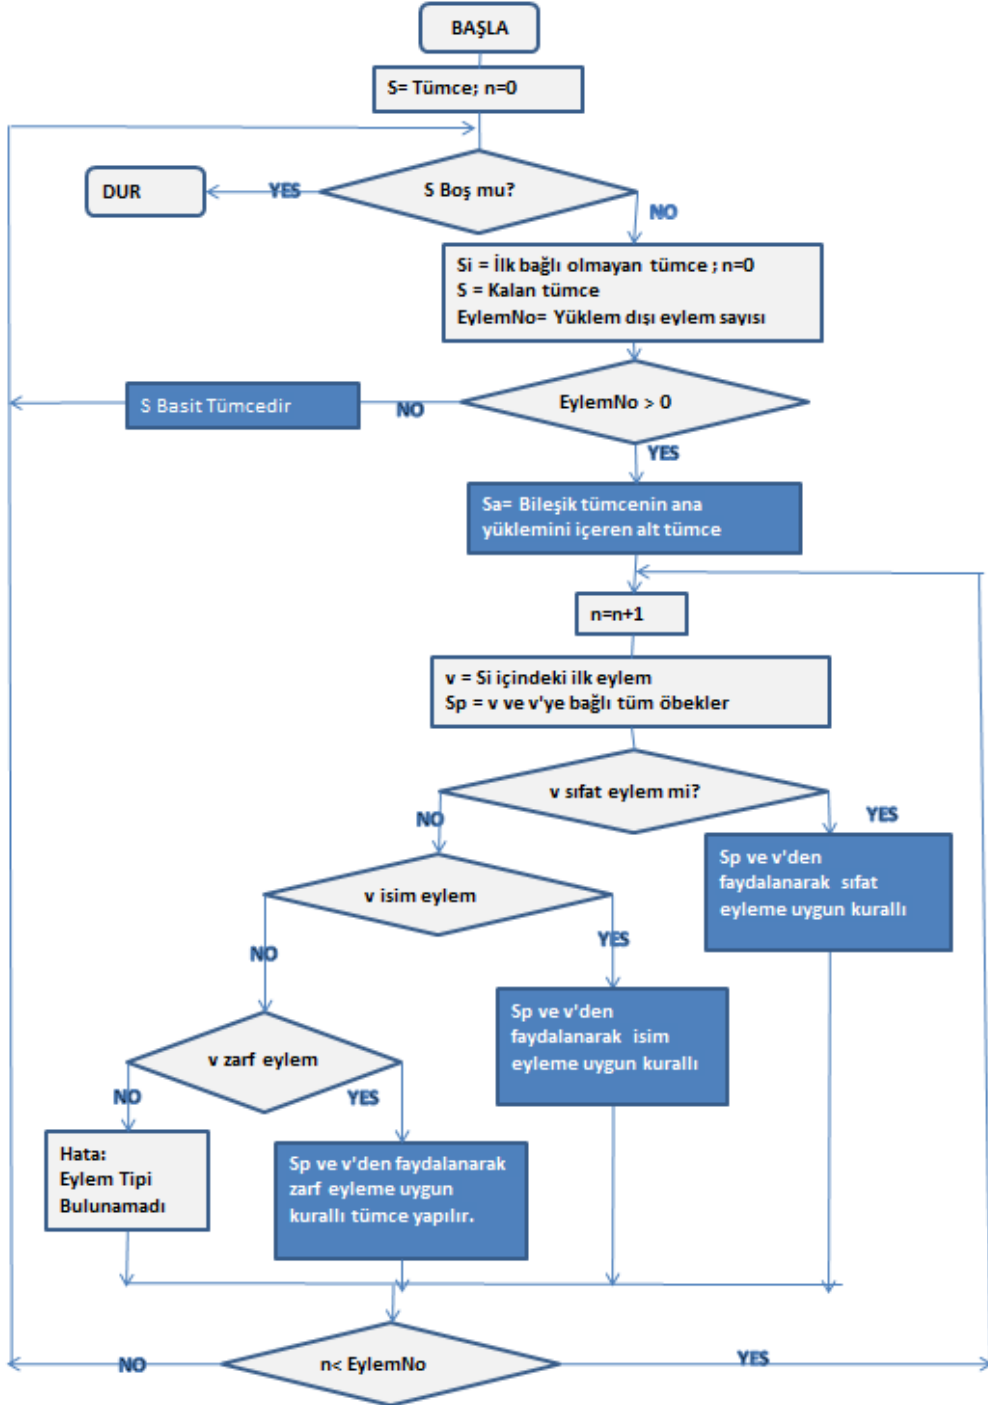 BAŞLA
S= Tümce; n=0
S Boş mu?
YES
DUR
NO
Si = İlk bağlı olmayan tümce ; n=0
S = Kalan tümce
EylemNo= Yüklem dışı eylem sayısı
EylemNo > 0
NO
S Basit Tümcedir
YES
Sa= Bileşik tümcenin ana
yüklemini içeren alt tümce
n=n+1
v = Si içindeki ilk eylem
Sp = v ve v'ye bağlı tüm öbekler
v sıfat eylem mi?
YES
NO
Sp ve v'den
faydalanarak sıfat
eyleme uygun kurallı
v isim eylem
YES
NO
Sp ve v'den
faydalanarak isim
eyleme uygun kurallı
v zarf eylem
NO
YES
Hata:
Eylem Tipi
Bulunamadı
Sp ve v'den faydalanarak
zarf eyleme uygun
kurallı tümce yapılır.
n< EylemNo
NO
YES